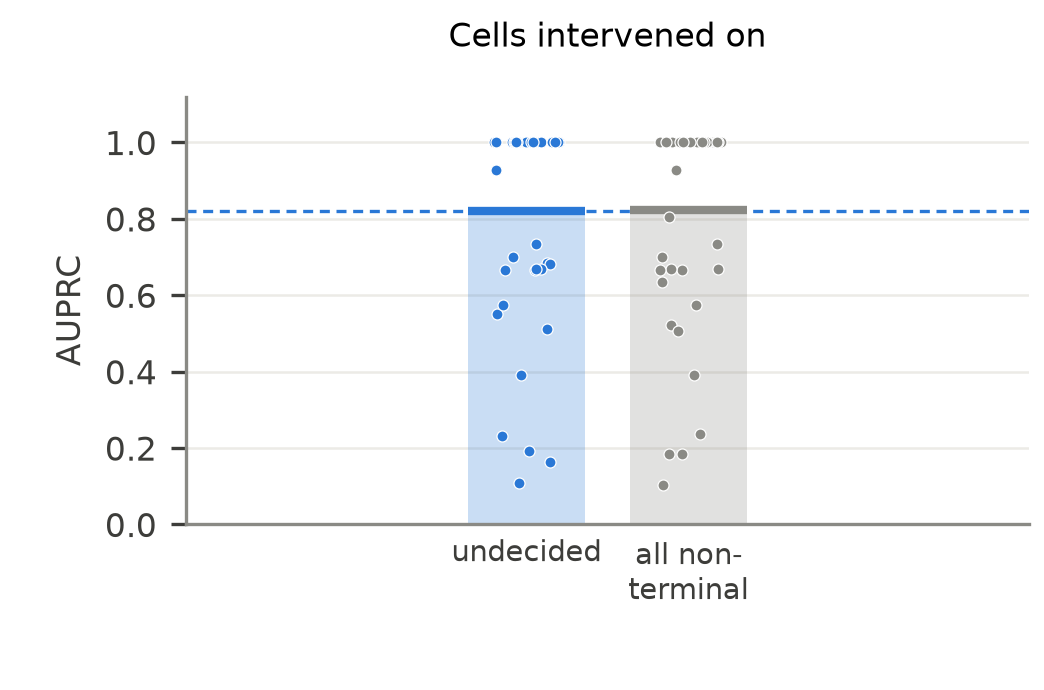 Cells intervened on
AUPRC
1.0
0.8
0.6
0.4
0.2
0.0
undecided
all non-
terminal